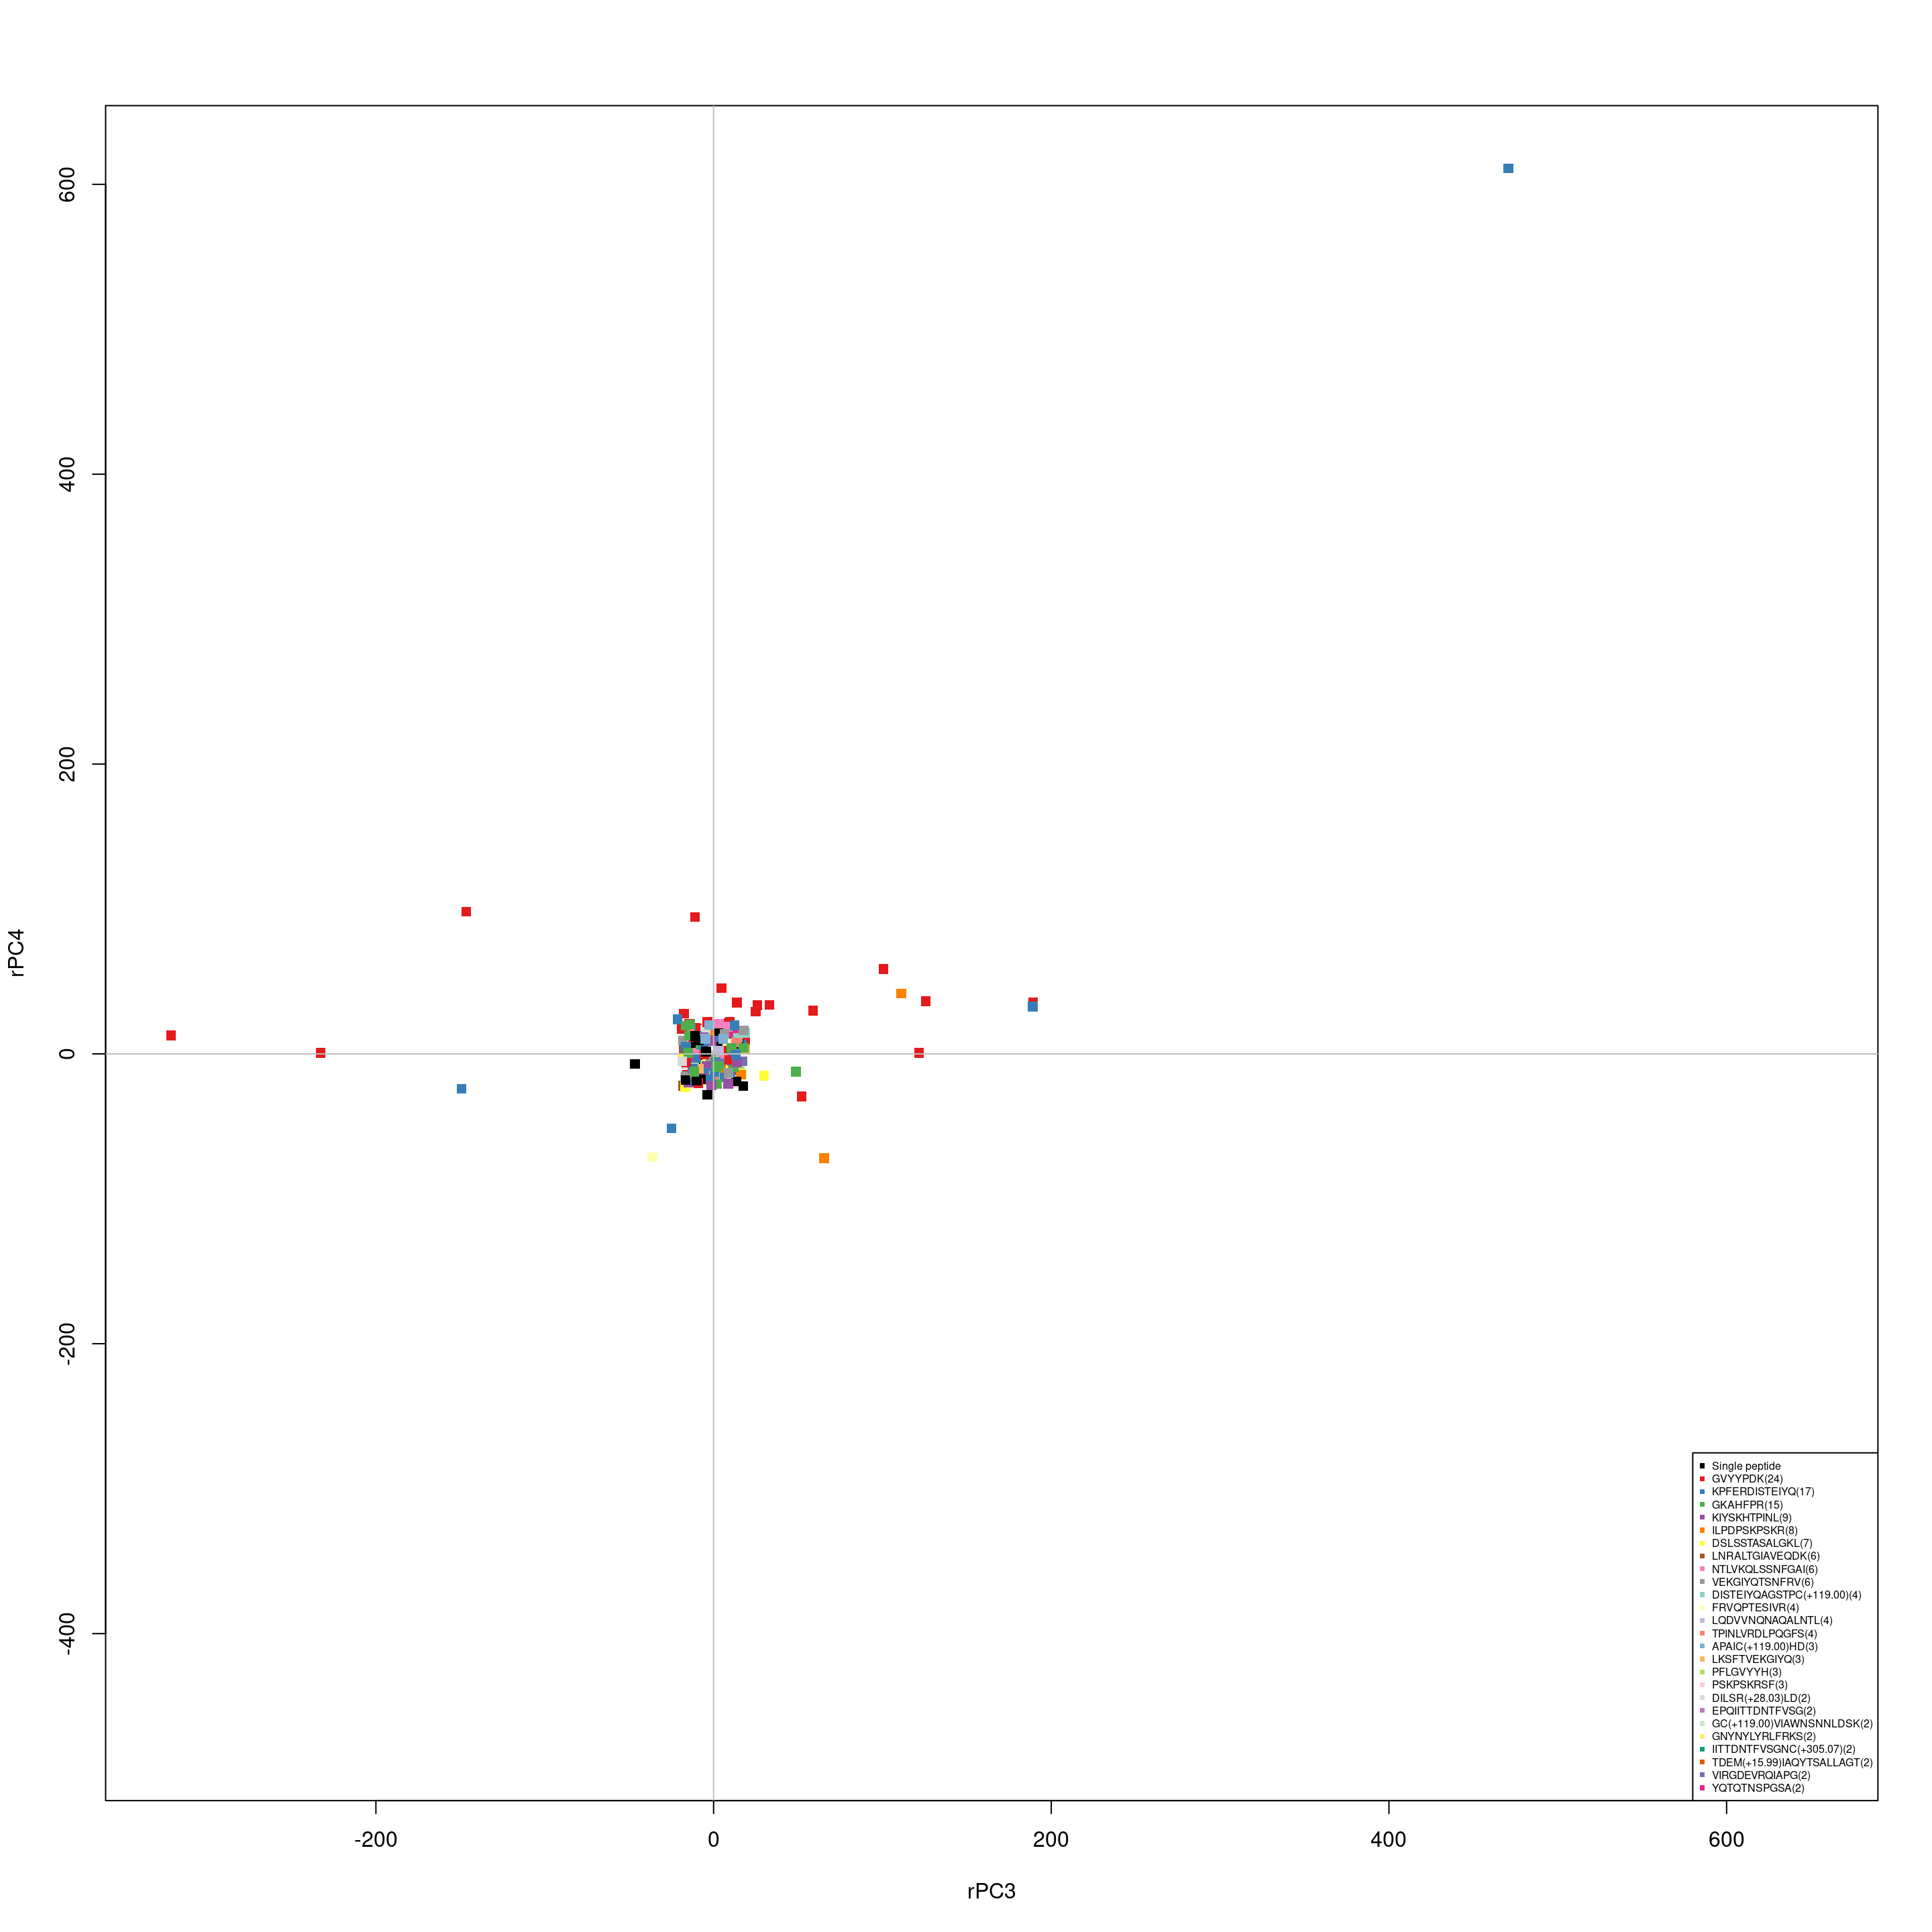 600
400
200
0
-200
-400
rPC4
-200
0
200
400
600
rPC3
Single peptide
GVYYPDK(24)
KPFERDISTEIYQ(17)
GKAHFPR(15)
KIYSKHTPINL(9)
ILPDPSKPSKR(8)
DSLSSTASALGKL(7)
LNRALTGIAVEQDK(6)
NTLVKQLSSNFGAI(6)
VEKGIYQTSNFRV(6)
DISTEIYQAGSTPC(+119.00)(4)
FRVQPTESIVR(4)
LQDVVNQNAQALNTL(4)
TPINLVRDLPQGFS(4)
APAIC(+119.00)HD(3)
LKSFTVEKGIYQ(3)
PFLGVYYH(3)
PSKPSKRSF(3)
DILSR(+28.03)LD(2)
EPQIITTDNTFVSG(2)
GC(+119.00)VIAWNSNNLDSK(2)
GNYNYLYRLFRKS(2)
IITTDNTFVSGNC(+305.07)(2)
TDEM(+15.99)IAQYTSALLAGT(2)
VIRGDEVRQIAPG(2)
YQTQTNSPGSA(2)